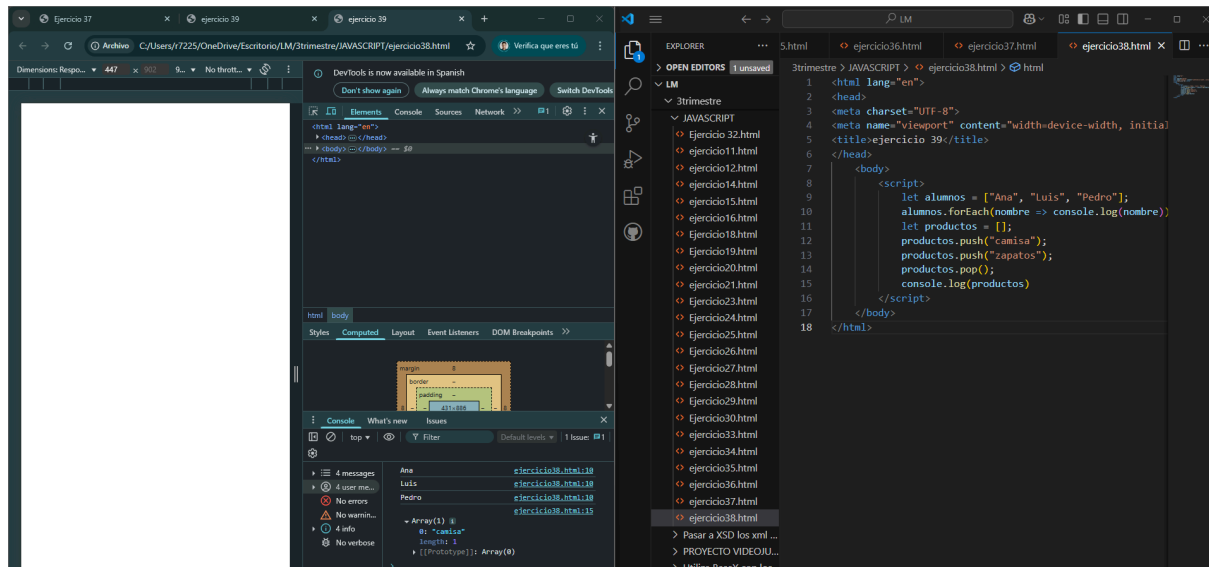 Ejercicio 37
ejercicio 39
ejercicio 39
Archivo C:/Users/r7225/OneDrive/Escritorio/LM/3trimestre/JAVASCRIPT/ejercicio38.html
Verifica que eres tú
Dimensions: Respo... 447 × 902 9... No thrott...
DevTools is now available in Spanish
Don't show again Always match Chrome's language Switch DevTools
Elements Console Sources Network 1
<html lang="en">
<head> </head>
<body> </body> == $0
</html>
html body
Styles Computed Layout Event Listeners DOM Breakpoints
margin 8
border -
padding -
8 - - 431×886 - - 8
Console What's new Issues
top Filter Default levels 1 Issue: 1
4 messages
4 user me...
No errors
No warnin...
4 info
No verbose
Ana ejercicio38.html:10
Luis ejercicio38.html:10
Pedro ejercicio38.html:10
ejercicio38.html:15
Array(1)
0: "camisa"
length: 1
[[Prototype]]: Array(0)
LM
EXPLORER
OPEN EDITORS 1 unsaved
LM
3trimestre
JAVASCRIPT
Ejercicio 32.html
ejercicio11.html
ejercicio12.html
ejercicio14.html
ejercicio15.html
ejercicio16.html
Ejercicio18.html
Ejercicio19.html
ejercicio20.html
ejercicio21.html
Ejercicio23.html
Ejercicio24.html
Ejercicio25.html
Ejercicio26.html
Ejercicio27.html
Ejercicio28.html
Ejercicio29.html
Ejercicio30.html
ejercicio33.html
ejercicio34.html
ejercicio35.html
ejercicio36.html
ejercicio37.html
ejercicio38.html
Pasar a XSD los xml ...
PROYECTO VIDEOJU...
5.html ejercicio36.html ejercicio37.html ejercicio38.html
3trimestre > JAVASCRIPT > ejercicio38.html > html
1 <html lang="en">
2 <head>
3 <meta charset="UTF-8">
4 <meta name="viewport" content="width=device-width, initial
5 <title>ejercicio 39</title>
6 </head>
7 <body>
8 <script>
9 let alumnos = ["Ana", "Luis", "Pedro"];
10 alumnos.forEach(nombre => console.log(nombre))
11 let productos = [];
12 productos.push("camisa");
13 productos.push("zapatos");
14 productos.pop();
15 console.log(productos)
16 </script>
17 </body>
18 </html>